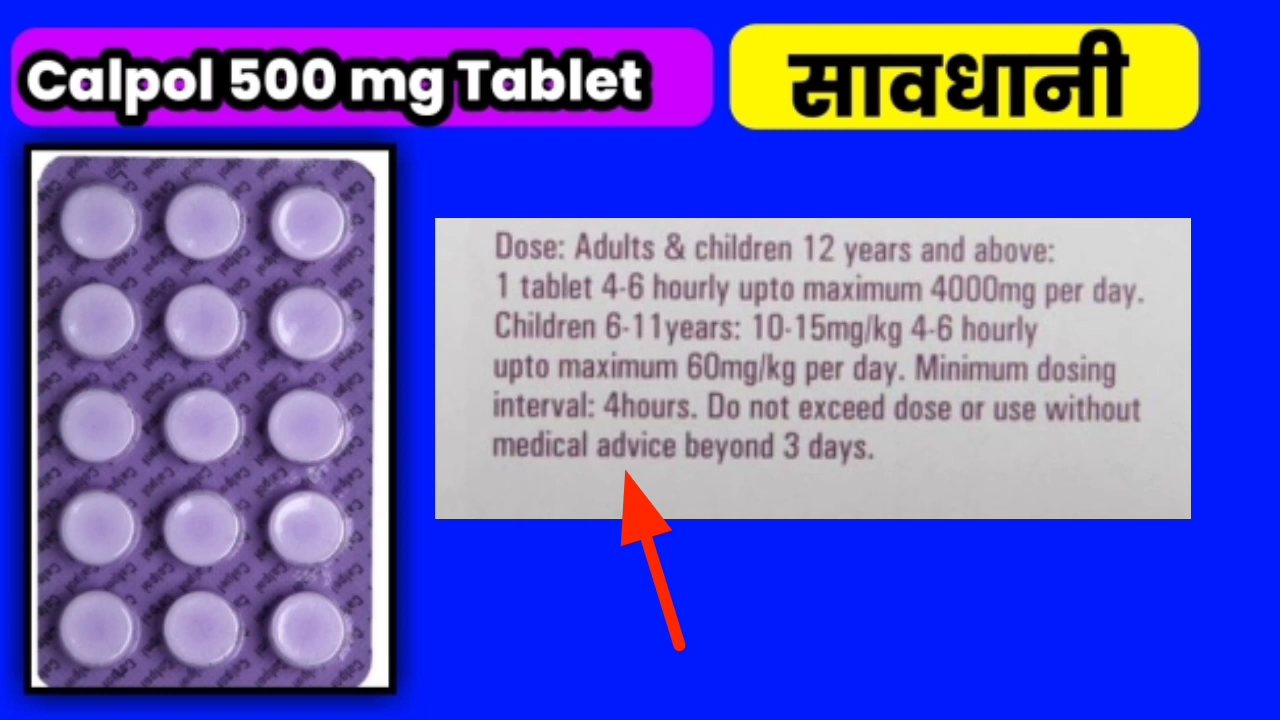 Calpol 500 mg Tablet
सावधानी
Dose: Adults & children 12 years and above:
1 tablet 4-6 hourly upto maximum 4000mg per day.
Children 6-11years: 10-15mg/kg 4-6 hourly
upto maximum 60mg/kg per day. Minimum dosing
interval: 4hours. Do not exceed dose or use without
medical advice beyond 3 days.